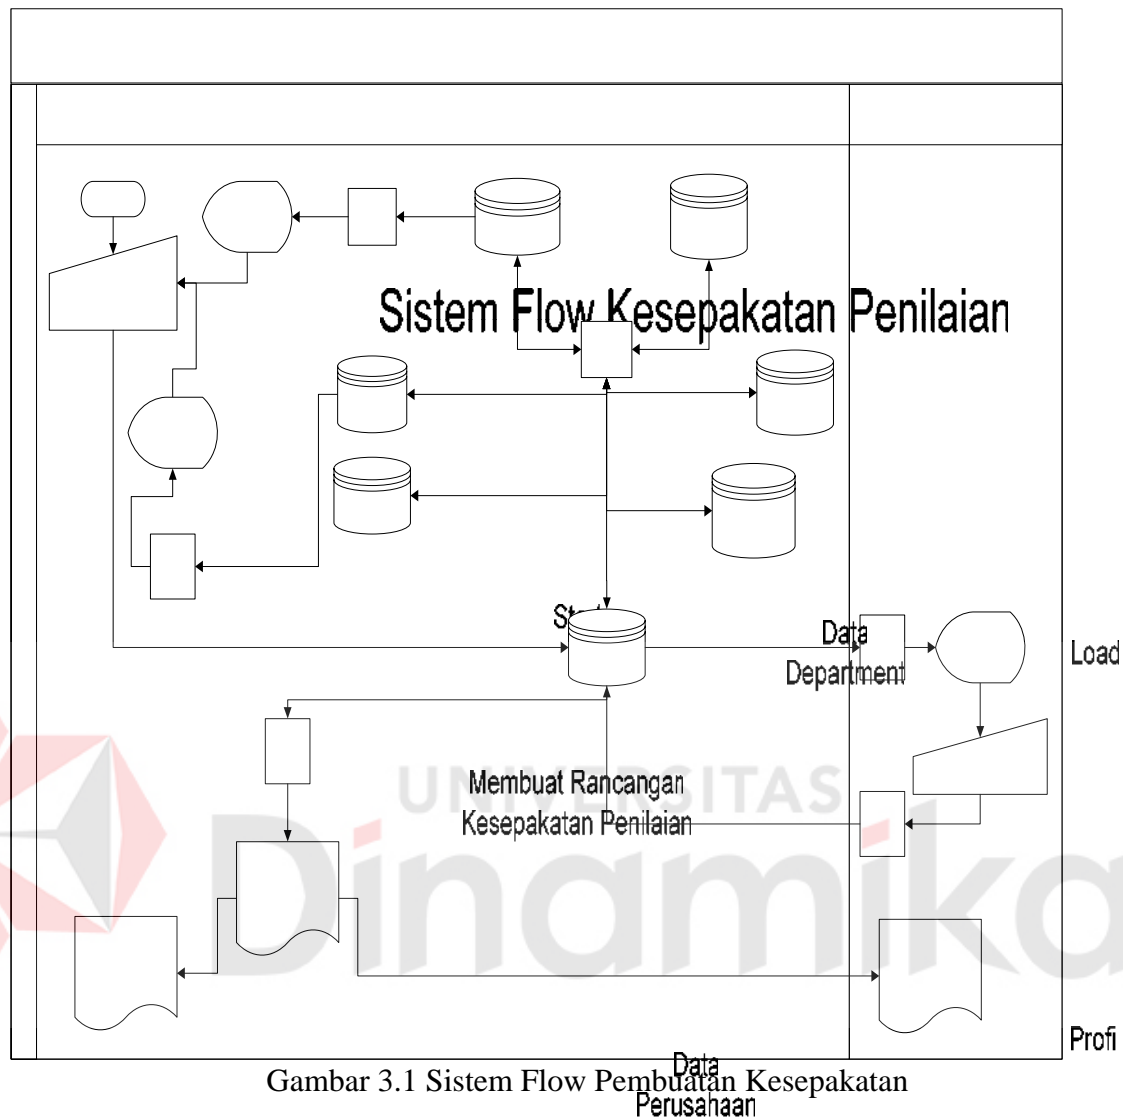 Sistem Flow Kesepakatan Penilaian
Data
Department
Load
UNIVERSITAS
Dinamika
Membuat Rancangan
Kesepakatan Penilaian
Profi
Data
Perusahaan
Gambar 3.1 Sistem Flow Pembuatan Kesepakatan